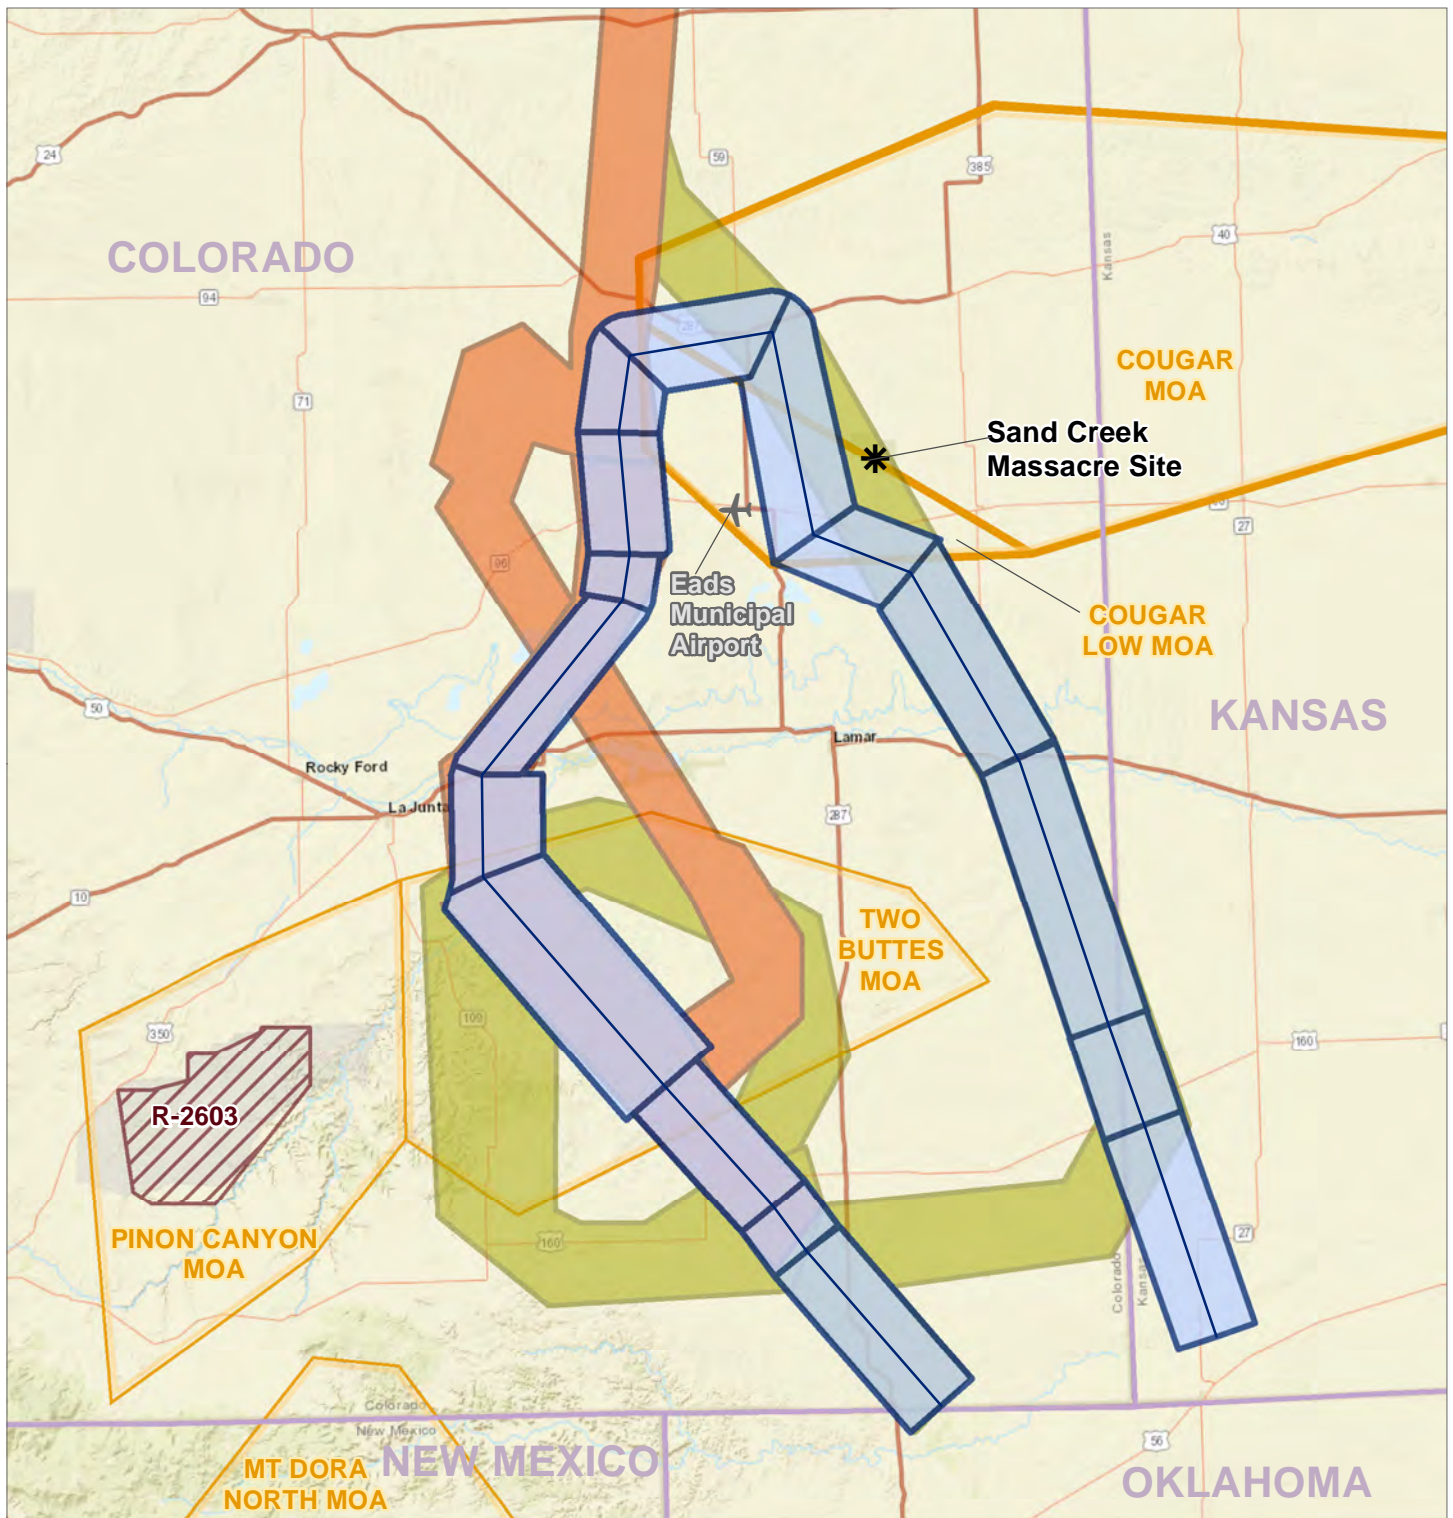 24
59
385
40
Kansas
COLORADO
94
287
COUGAR
MOA
71
Sand Creek
Massacre Site
27
96
Eads
Municipal
Airport
COUGAR
LOW MOA
50
KANSAS
Lamar
Rocky Ford
La Junta
287
10
TWO
BUTTES
MOA
109
350
160
R-2603
PINON CANYON
MOA
160
27
Colorado
Kansas
Colorado
New Mexico
NEW MEXICO
MT DORA
NORTH MOA
56
OKLAHOMA